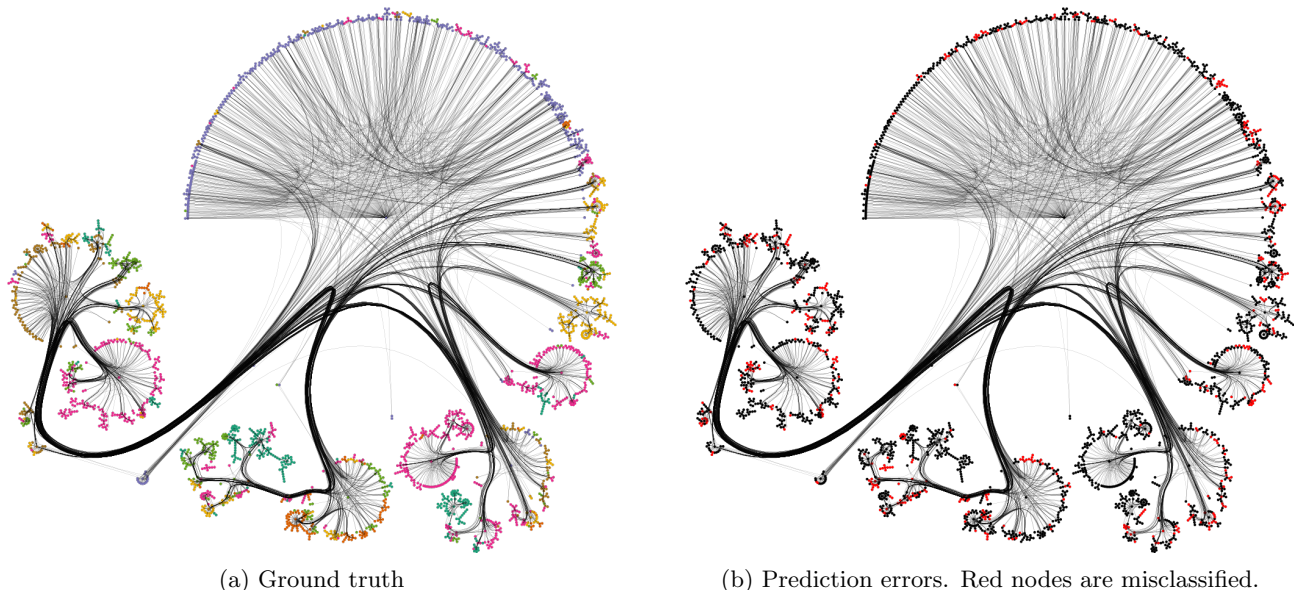 (a) Ground truth
(b) Prediction errors. Red nodes are misclassified.